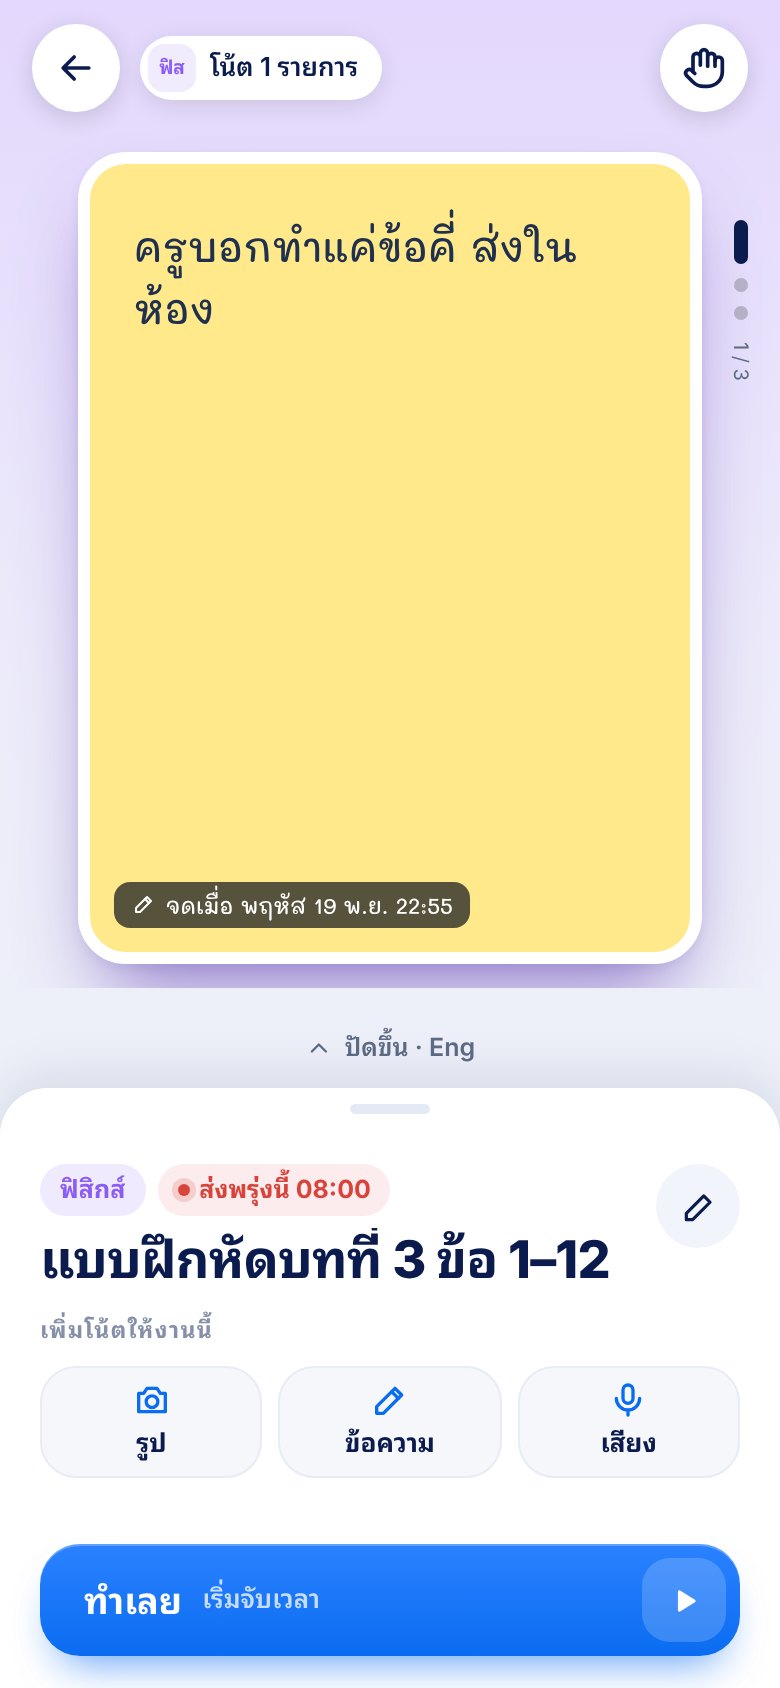 ฟิส
โน้ต 1 รายการ
ครูบอกทำแค่ข้อคี่ ส่งใน
ห้อง
1 / 3
จดเมื่อ พฤหัส 19 พ.ย. 22:55
ปัดขึ้น · Eng
ฟิสิกส์
ส่งพรุ่งนี้ 08:00
แบบฝึกหัดบทที่ 3 ข้อ 1–12
เพิ่มโน้ตให้งานนี้
รูป
ข้อความ
เสียง
ทำเลย เริ่มจับเวลา